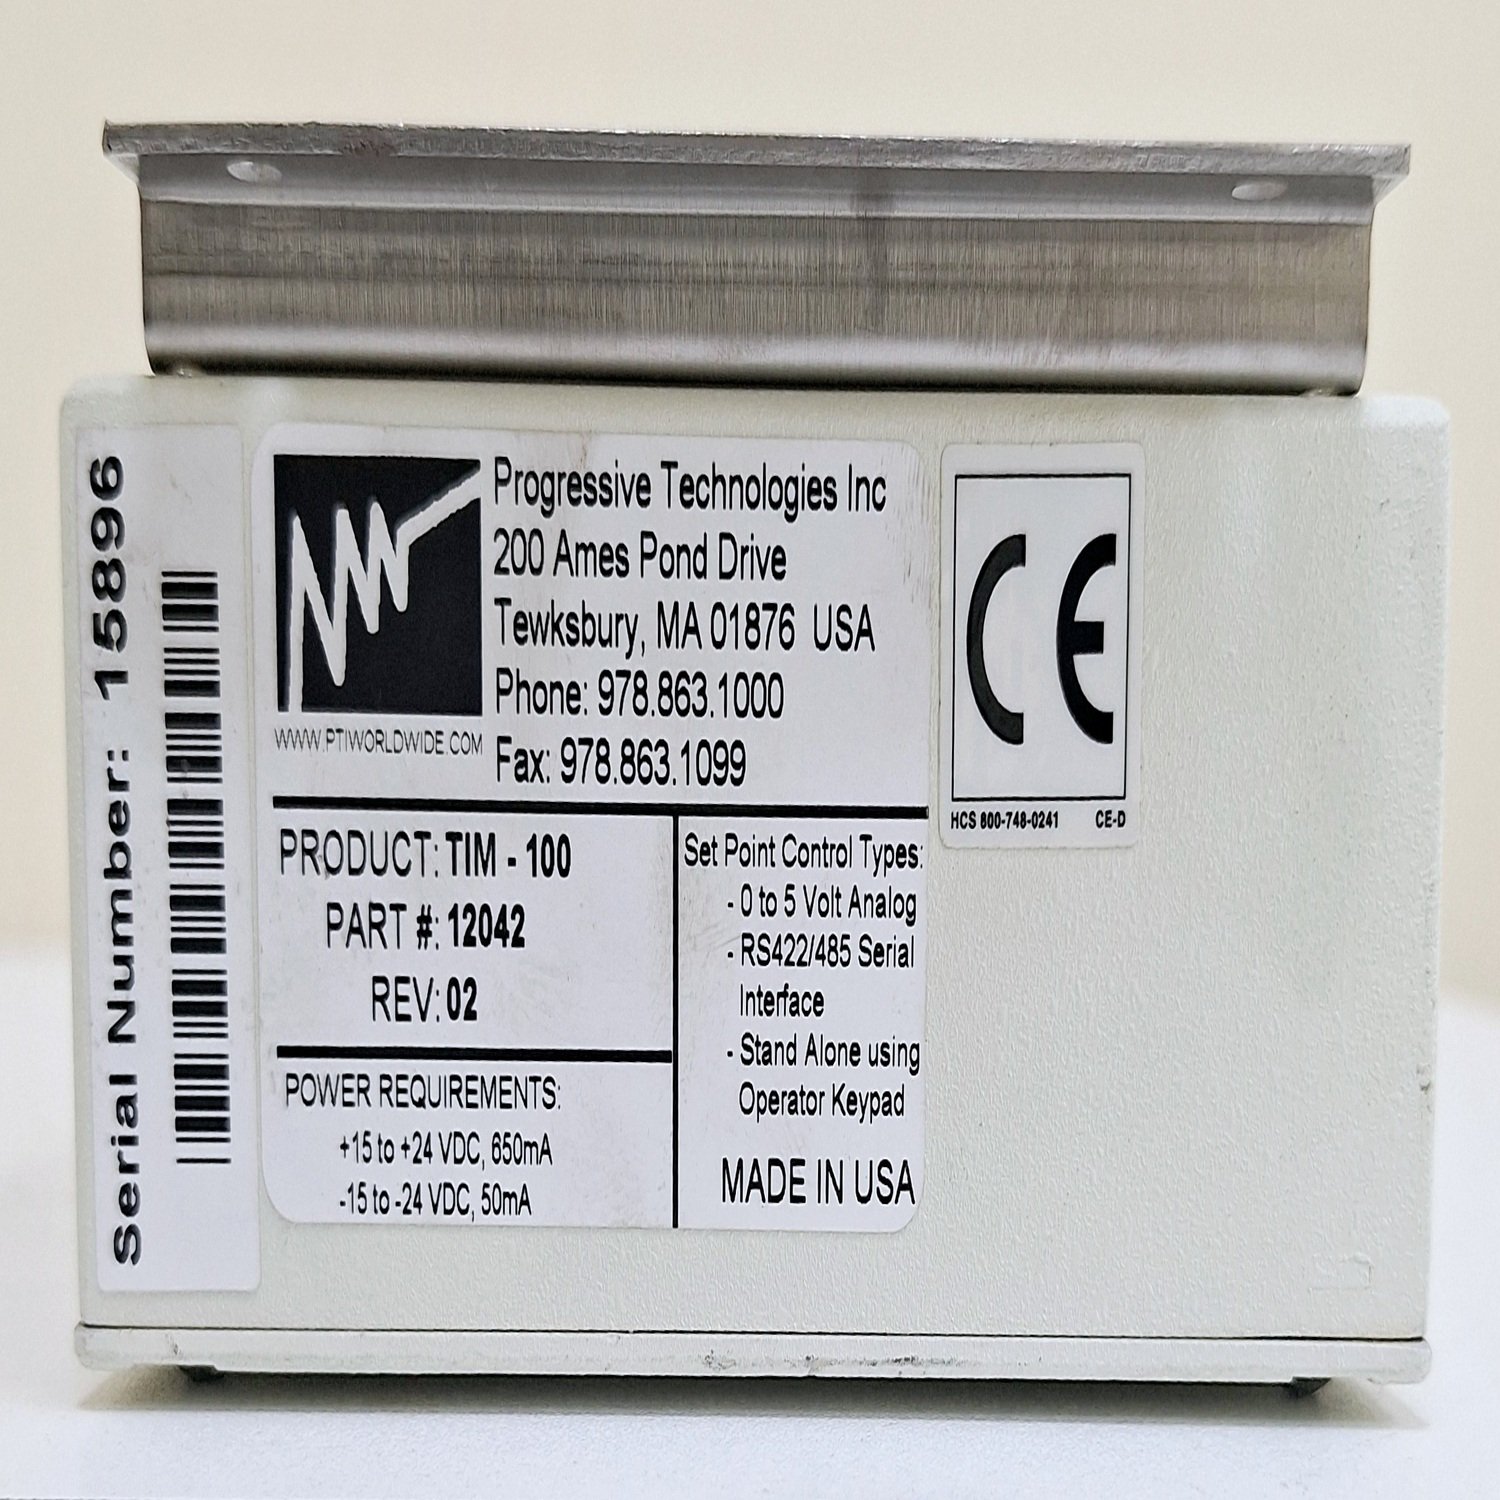 Serial Number: 15896
Progressive Technologies Inc
200 Ames Pond Drive
Tewksbury, MA 01876 USA
Phone: 978.863.1000
Fax: 978.863.1099
WWW.PTIWORLDWIDE.COM
PRODUCT: TIM - 100
PART #: 12042
REV: 02
POWER REQUIREMENTS:
+15 to +24 VDC, 650mA
-15 to -24 VDC, 50mA
Set Point Control Types:
- 0 to 5 Volt Analog
- RS422/485 Serial
Interface
- Stand Alone using
Operator Keypad
MADE IN USA
CE
HCS 800-748-0241 CE-D